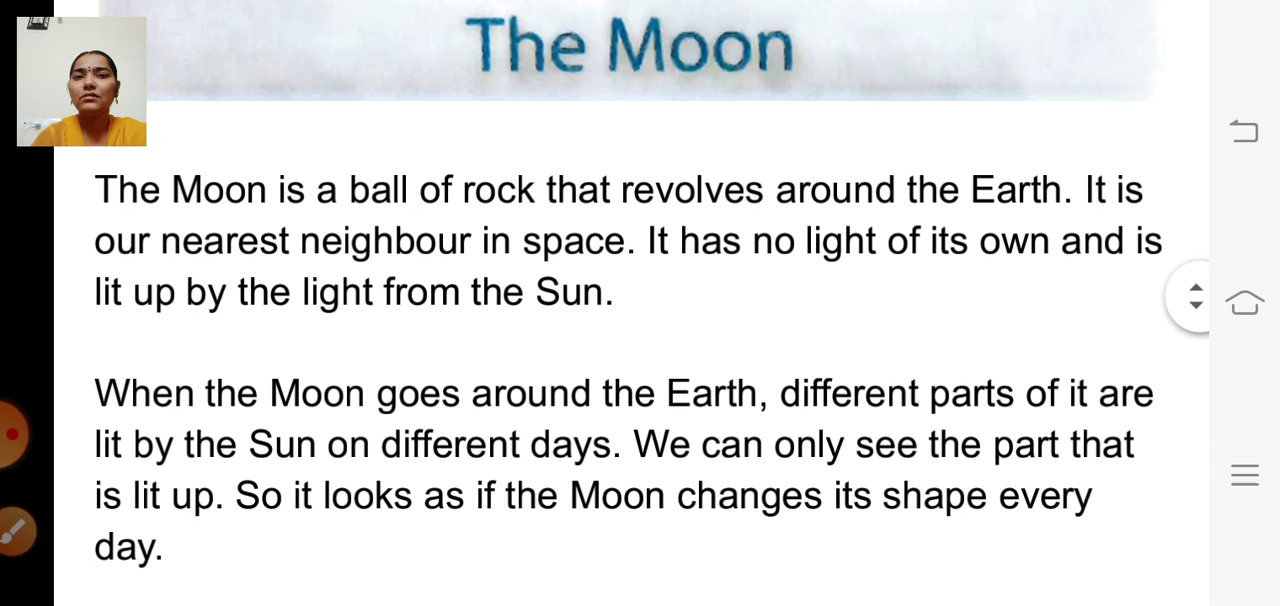 The Moon
The Moon is a ball of rock that revolves around the Earth. It is
our nearest neighbour in space. It has no light of its own and is
lit up by the light from the Sun.
When the Moon goes around the Earth, different parts of it are
lit by the Sun on different days. We can only see the part that
is lit up. So it looks as if the Moon changes its shape every
day.